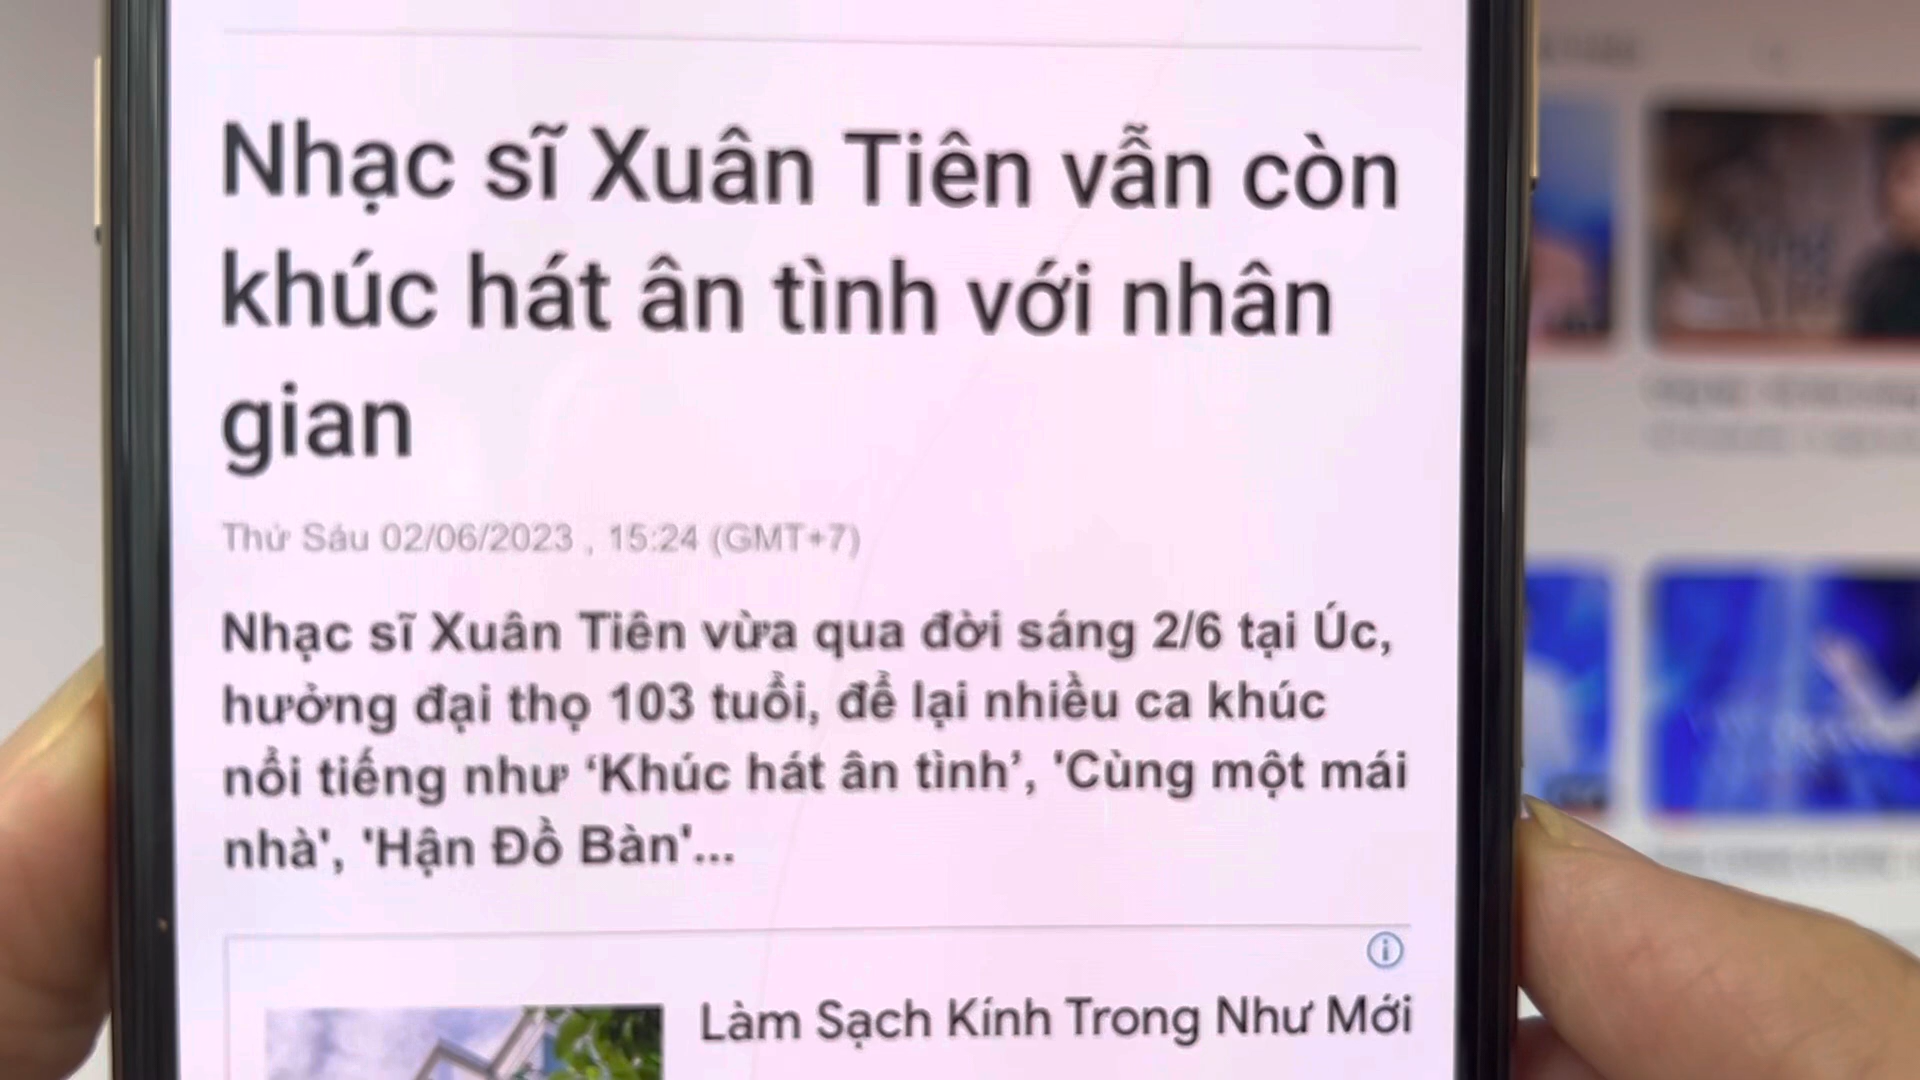 Nhạc sĩ Xuân Tiên vẫn còn
khúc hát ân tình với nhân
gian
Thứ Sáu 02/06/2023 , 15:24 (GMT+7)
Nhạc sĩ Xuân Tiên vừa qua đời sáng 2/6 tại Úc,
hưởng đại thọ 103 tuổi, để lại nhiều ca khúc
nổi tiếng như ‘Khúc hát ân tình’, 'Cùng một mái
nhà', 'Hận Đồ Bàn'...
Làm Sạch Kính Trong Như Mới